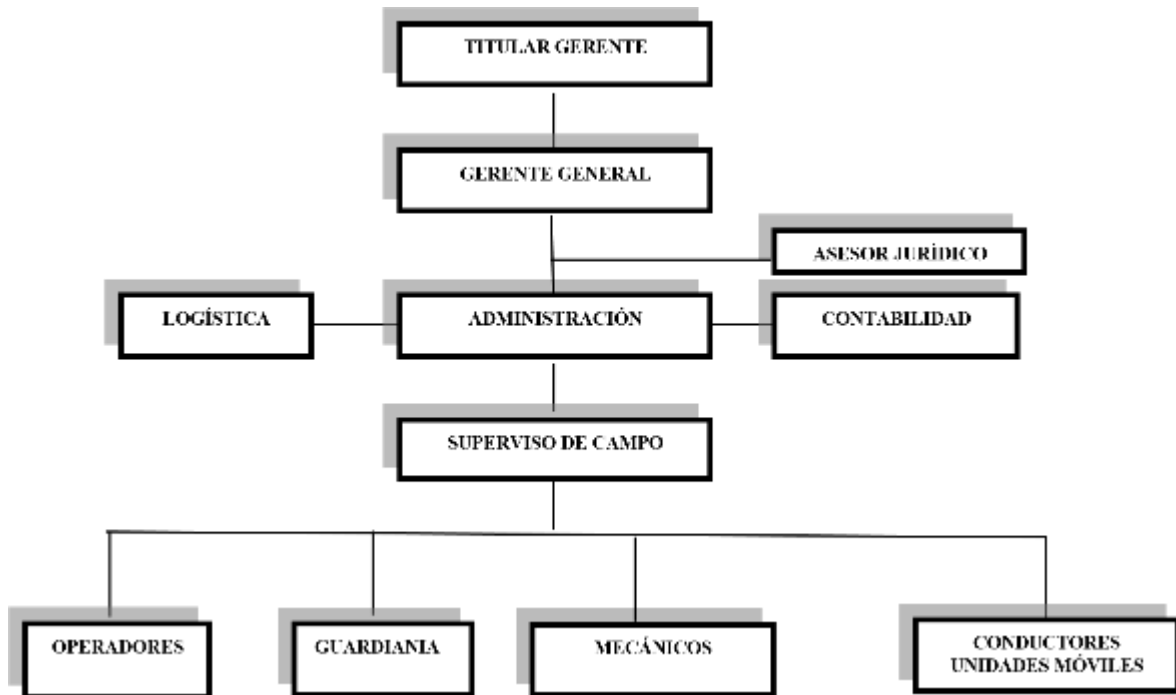 TITULAR GERENTE
GERENTE GENERAL
ASESOR JURÍDICO
LOGÍSTICA
ADMINISTRACIÓN
CONTABILIDAD
SUPERVISO DE CAMPO
OPERADORES
GUARDIANIA
MECÁNICOS
CONDUCTORES
UNIDADES MÓVILES